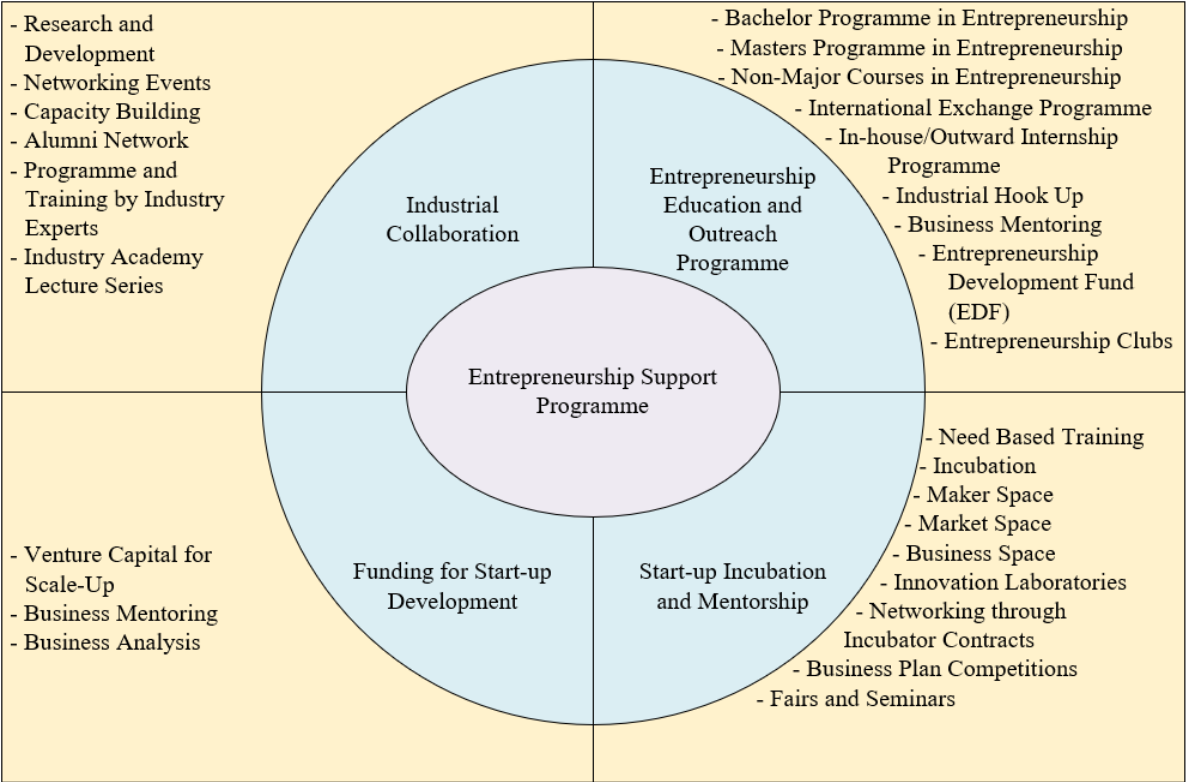 - Research and
Development
- Networking Events
- Capacity Building
- Alumni Network
- Programme and
Training by Industry
Experts
- Industry Academy
Lecture Series
Industrial
Collaboration
- Bachelor Programme in Entrepreneurship
- Masters Programme in Entrepreneurship
- Non-Major Courses in Entrepreneurship
- International Exchange Programme
- In-house/Outward Internship
Programme
- Industrial Hook Up
- Business Mentoring
- Entrepreneurship
Development Fund
(EDF)
- Entrepreneurship Clubs
Entrepreneurship
Education and
Outreach
Programme
Entrepreneurship Support
Programme
- Venture Capital for
Scale-Up
- Business Mentoring
- Business Analysis
Funding for Start-up
Development
Start-up Incubation
and Mentorship
- Need Based Training
- Incubation
- Maker Space
- Market Space
- Business Space
- Innovation Laboratories
- Networking through
Incubator Contracts
- Business Plan Competitions
- Fairs and Seminars